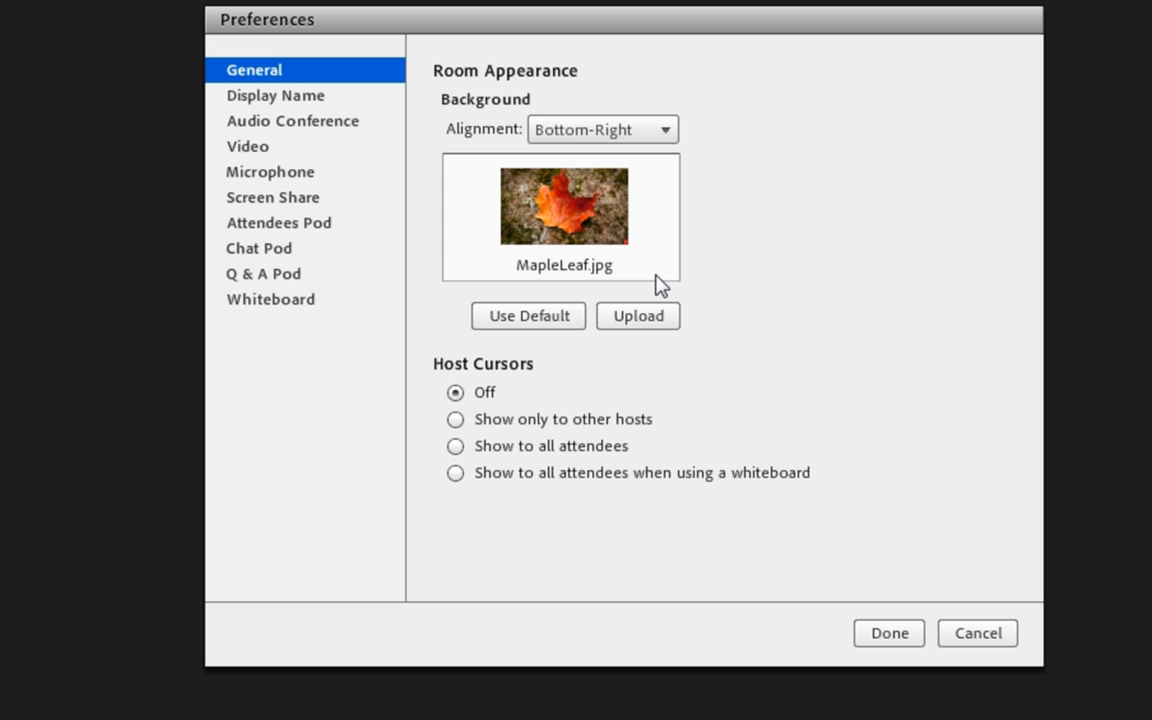 Preferences
General
Display Name
Audio Conference
Video
Microphone
Screen Share
Attendees Pod
Chat Pod
Q & A Pod
Whiteboard
Room Appearance
Background
Alignment: Bottom-Right
MapleLeaf.jpg
Use Default Upload
Host Cursors
Off
Show only to other hosts
Show to all attendees
Show to all attendees when using a whiteboard
Done Cancel